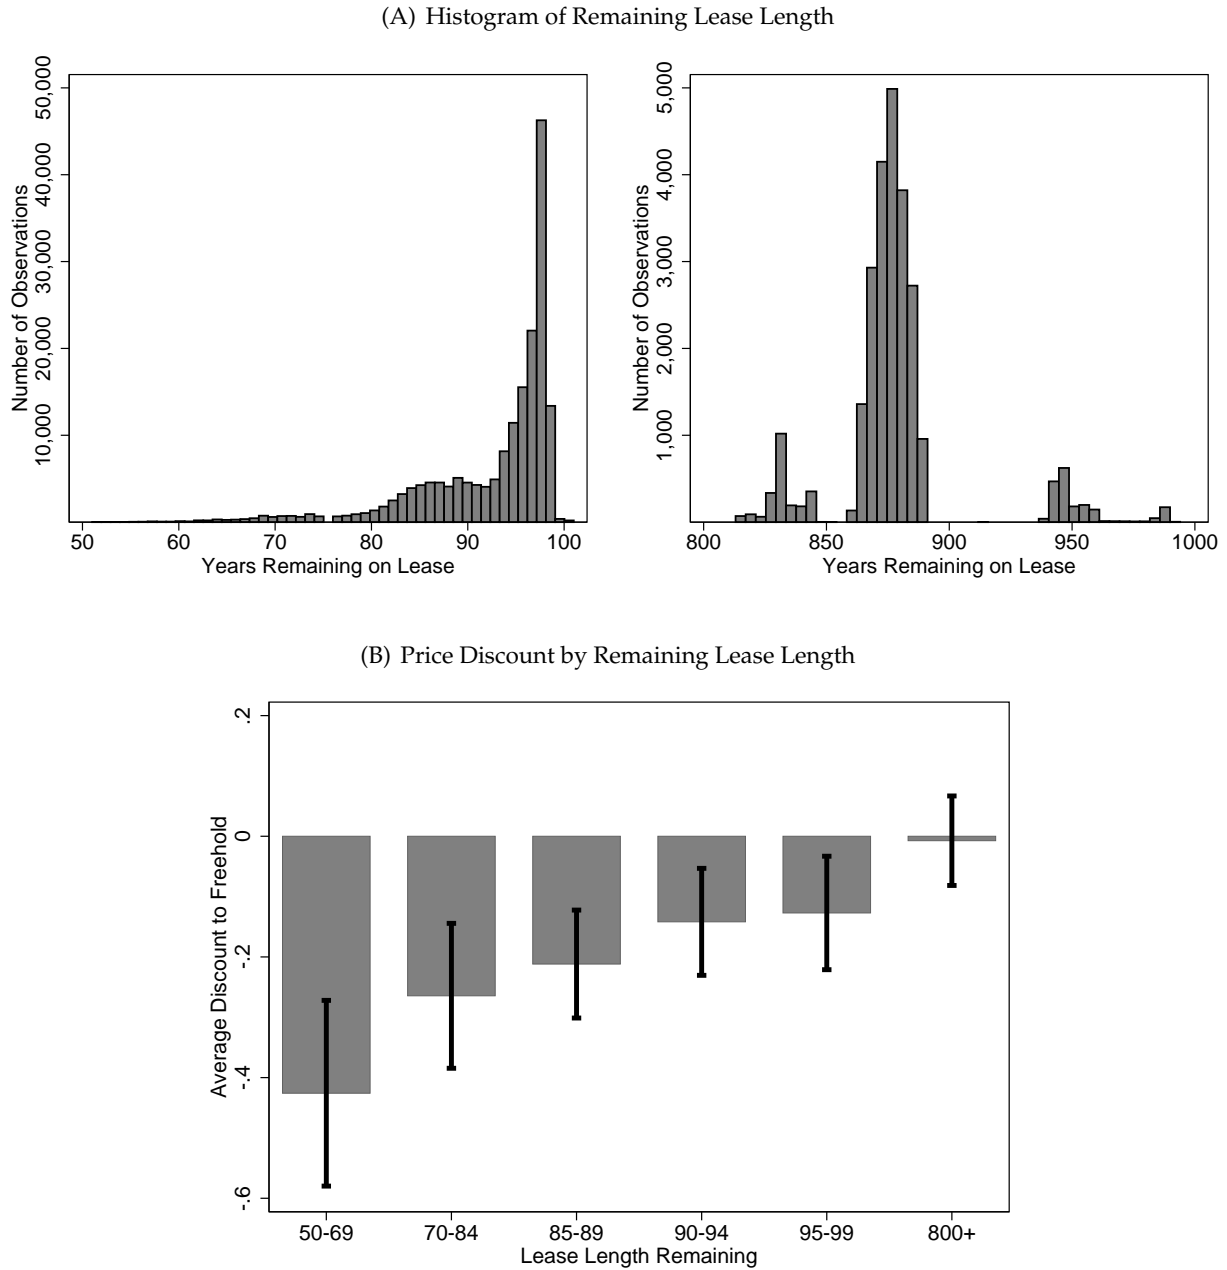 (A) Histogram of Remaining Lease Length
Number of Observations
50,000
40,000
30,000
20,000
10,000
50 60 70 80 90 100
Years Remaining on Lease
Number of Observations
5,000
4,000
3,000
2,000
1,000
800 850 900 950 1000
Years Remaining on Lease
(B) Price Discount by Remaining Lease Length
Average Discount to Freehold
.2
0
-.2
-.4
-.6
50-69 70-84 85-89 90-94 95-99 800+
Lease Length Remaining